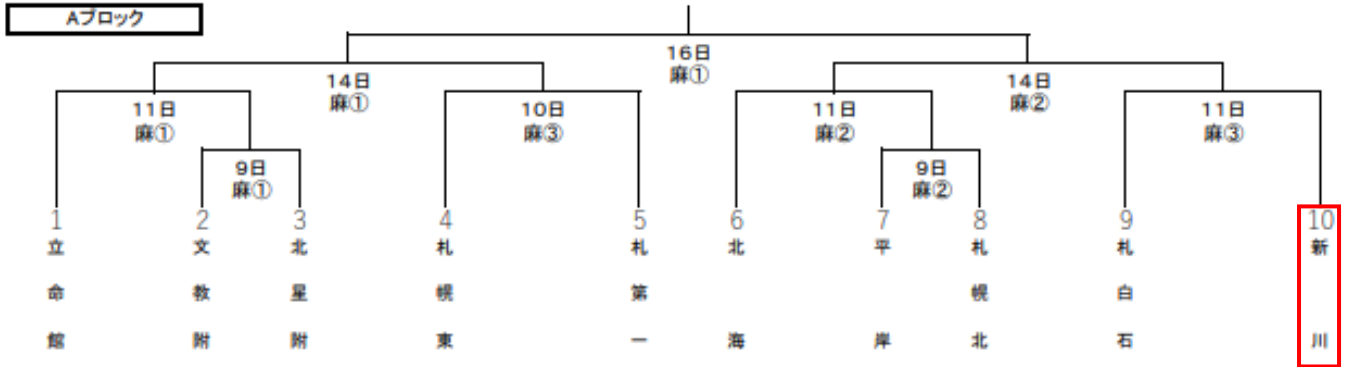 Aブロック
16日
麻①
14日
麻①
14日
麻②
11日
麻①
10日
麻③
11日
麻②
11日
麻③
9日
麻①
9日
麻②
1 2 3 4 5 6 7 8 9 10
立命館
文教附
北星附
札幌東
札第一
北海
平岸
札幌北
札白石
新川